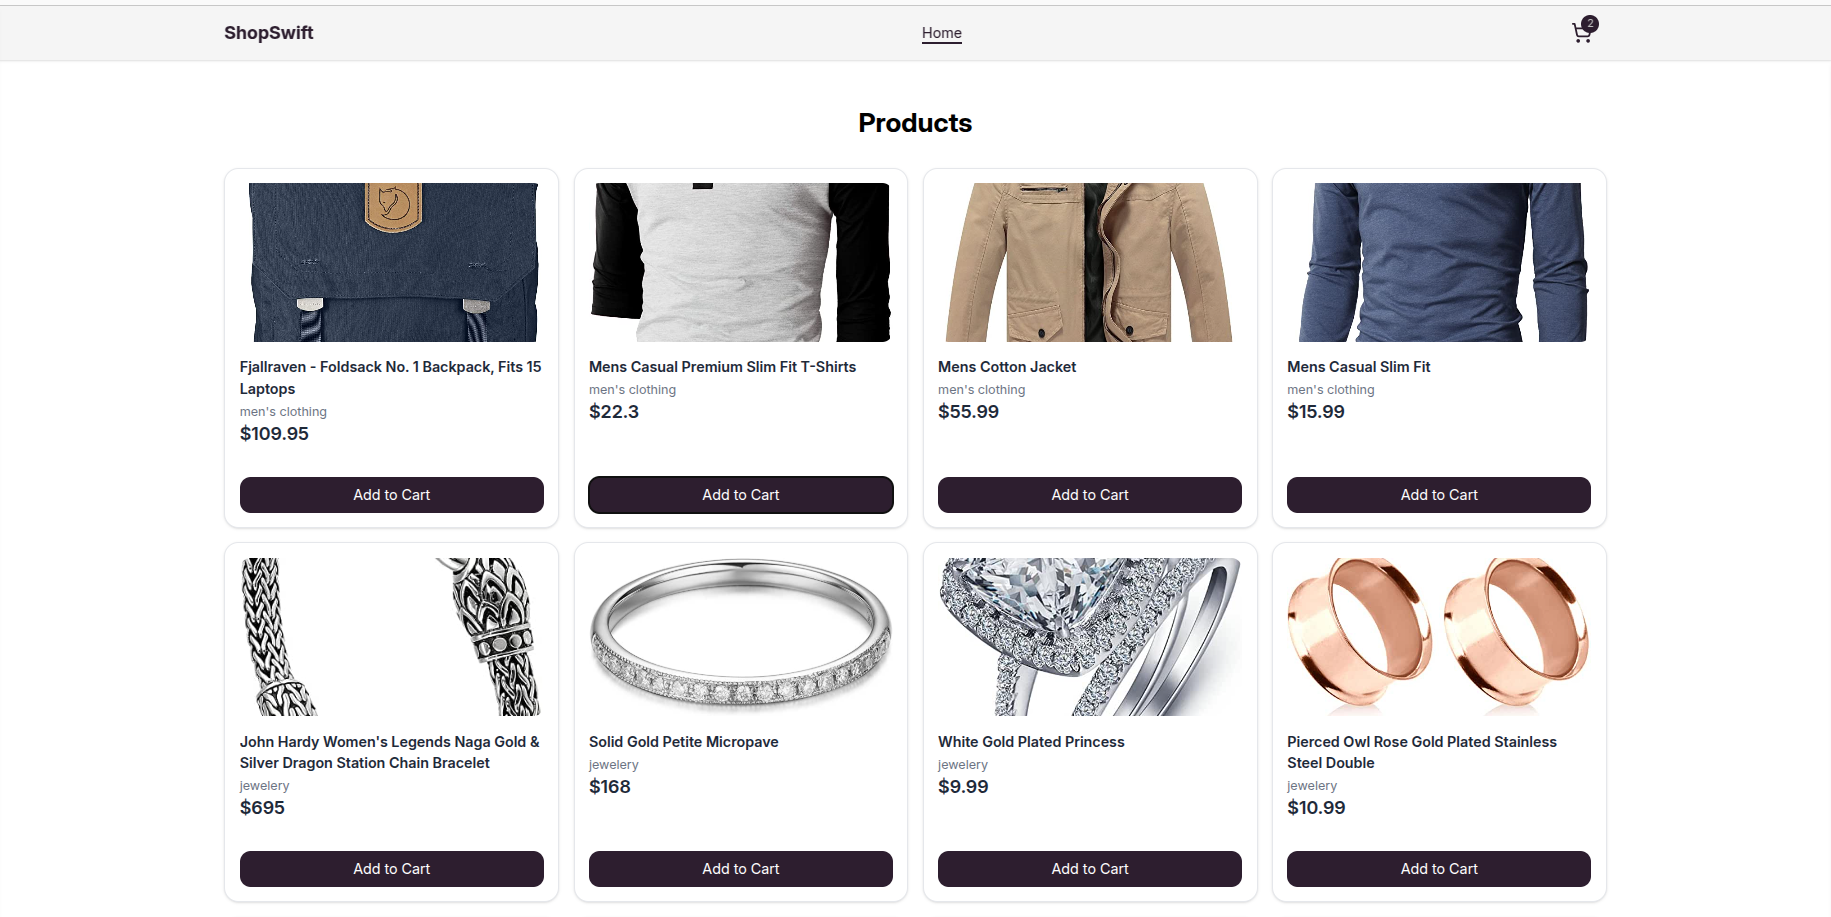 ShopSwift
Home
2
Products
Fjallraven - Foldsack No. 1 Backpack, Fits 15
Laptops
men's clothing
$109.95
Add to Cart
Mens Casual Premium Slim Fit T-Shirts
men's clothing
$22.3
Add to Cart
Mens Cotton Jacket
men's clothing
$55.99
Add to Cart
Mens Casual Slim Fit
men's clothing
$15.99
Add to Cart
John Hardy Women's Legends Naga Gold &
Silver Dragon Station Chain Bracelet
jewelery
$695
Add to Cart
Solid Gold Petite Micropave
jewelery
$168
Add to Cart
White Gold Plated Princess
jewelery
$9.99
Add to Cart
Pierced Owl Rose Gold Plated Stainless
Steel Double
jewelery
$10.99
Add to Cart